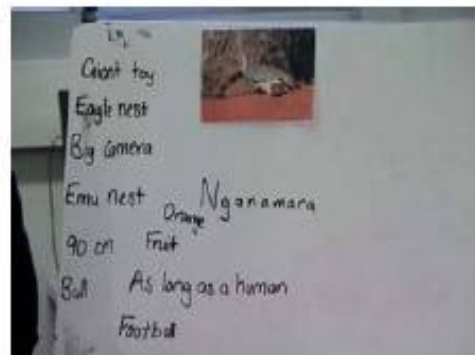 Giant toy
Eagle nest
Big camera
Emu nest Orange Nganamara
90 cm Fruit
Ball As long as a human
Football